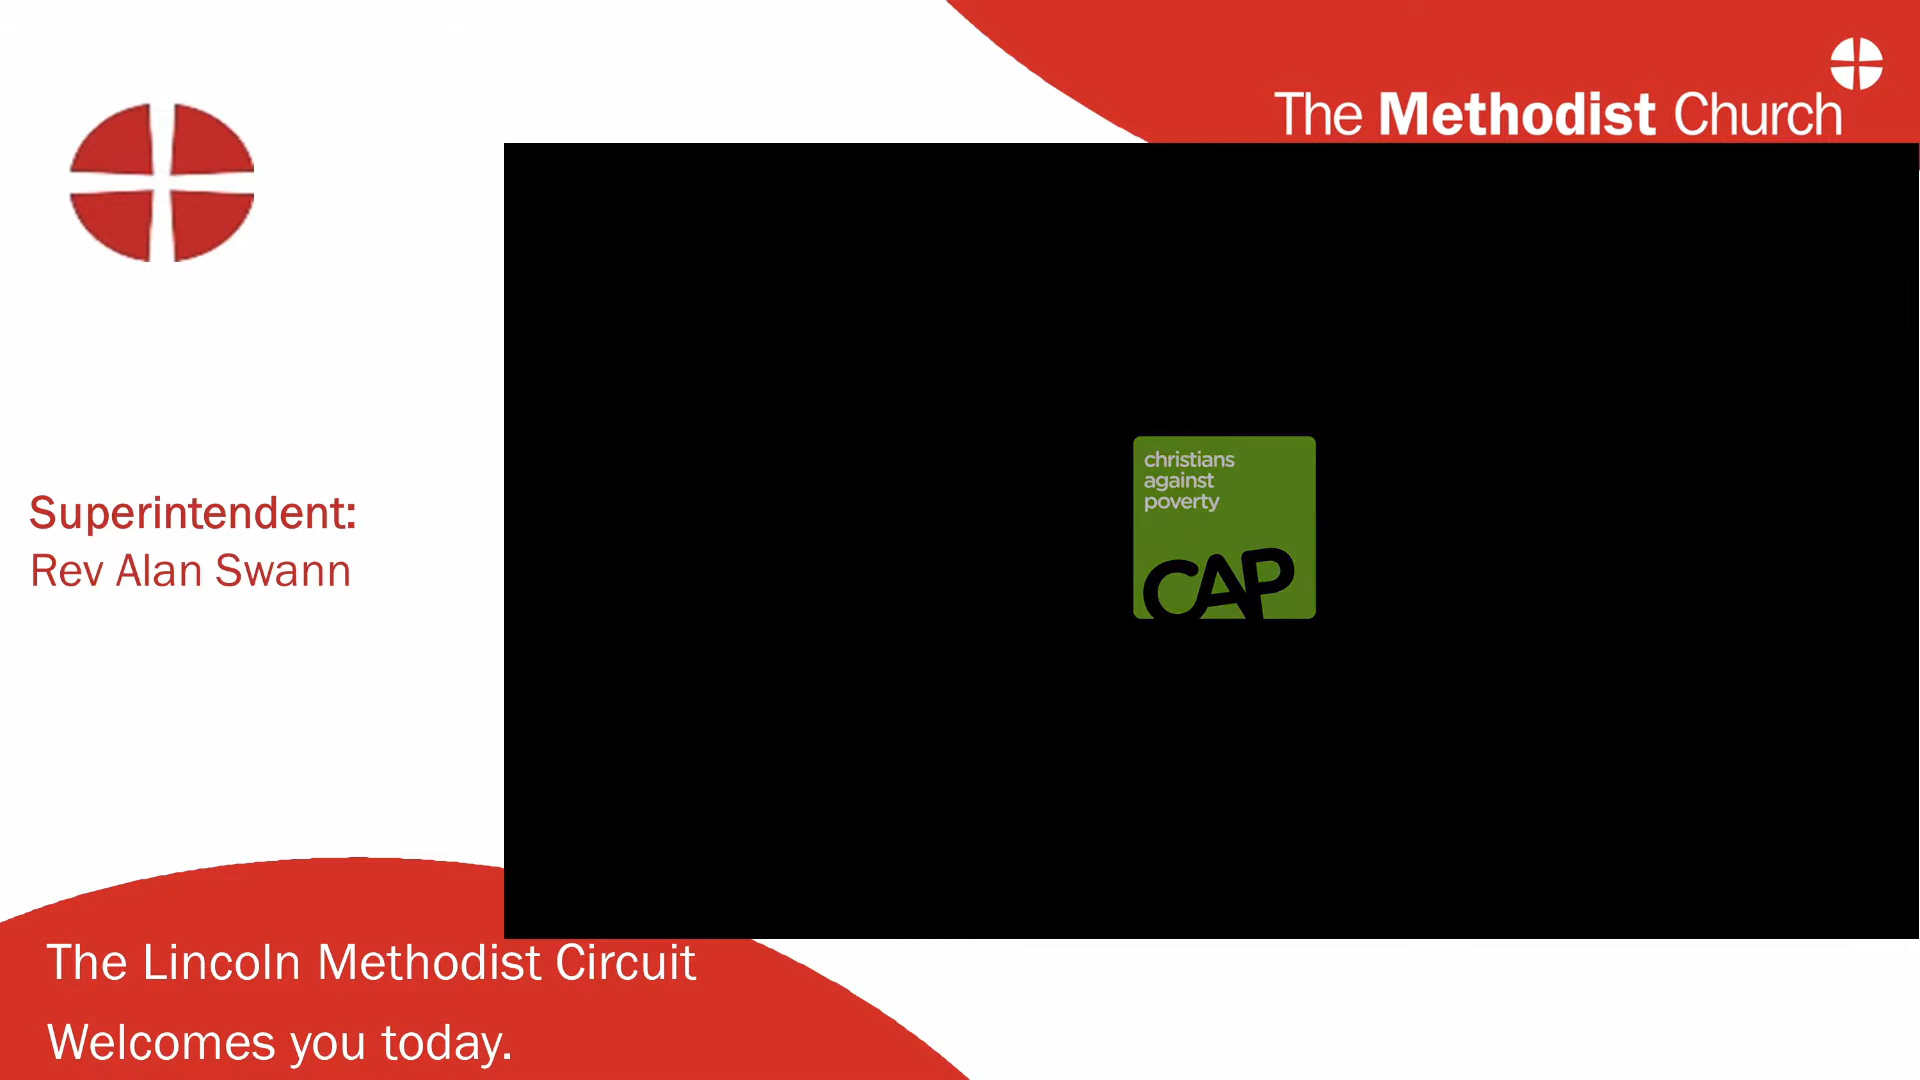 The Methodist Church
christians
against
poverty
CAP
Superintendent:
Rev Alan Swann
The Lincoln Methodist Circuit
Welcomes you today.